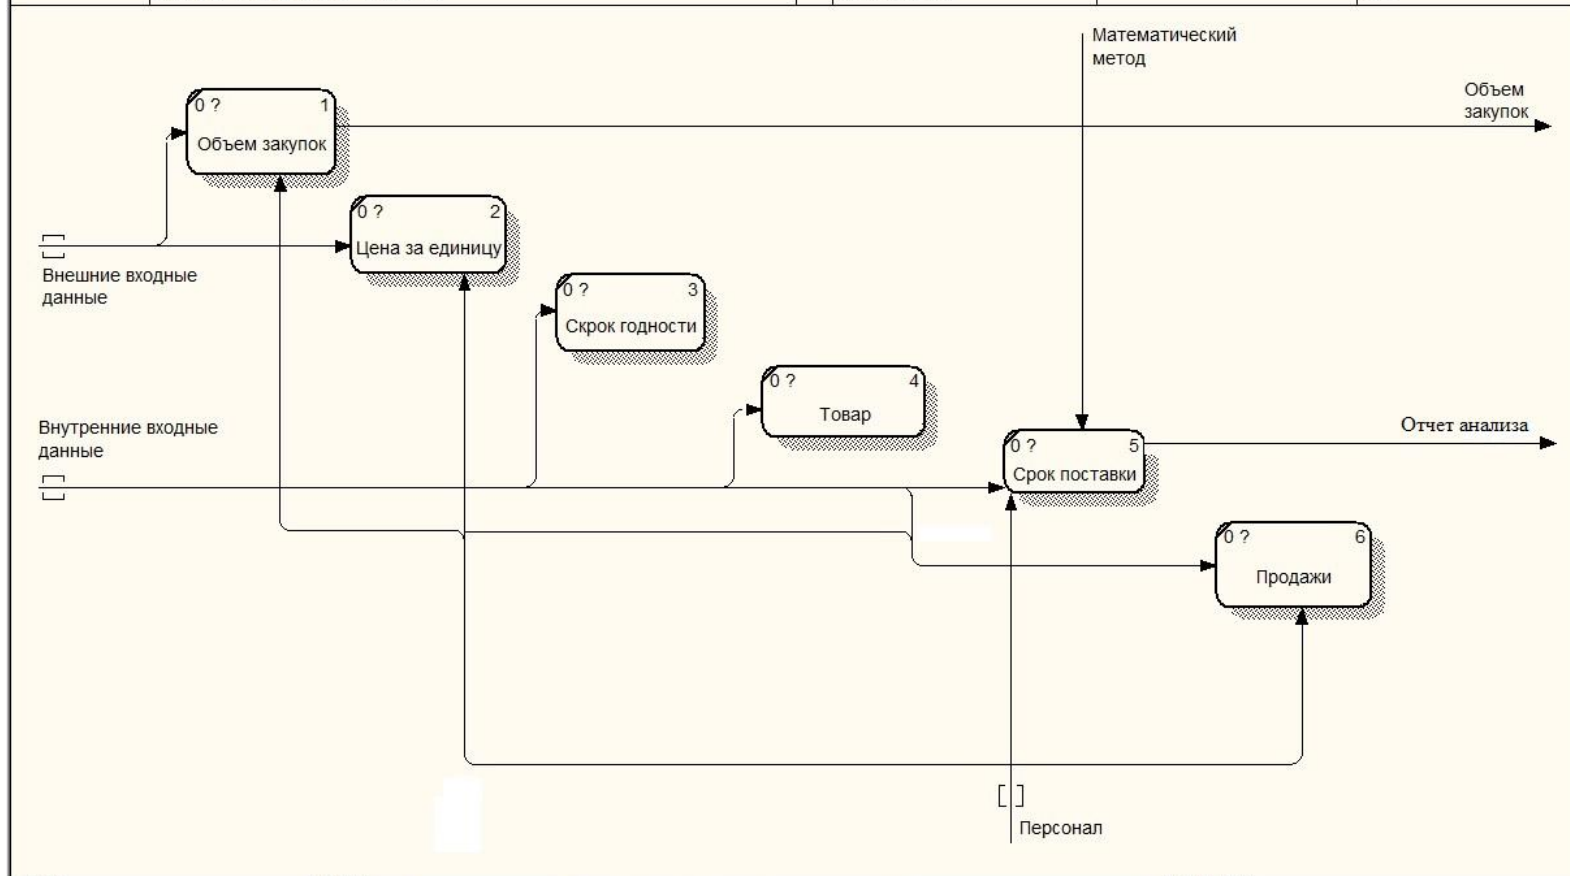 Математический
метод
Объем
закупок
0 ?
1
Объем закупок
0 ?
2
Цена за единицу
Внешние входные
данные
0 ?
3
Скрок годности
0 ?
4
Товар
Внутренние входные
данные
0 ?
5
Срок поставки
Отчет анализа
0 ?
6
Продажи
Персонал